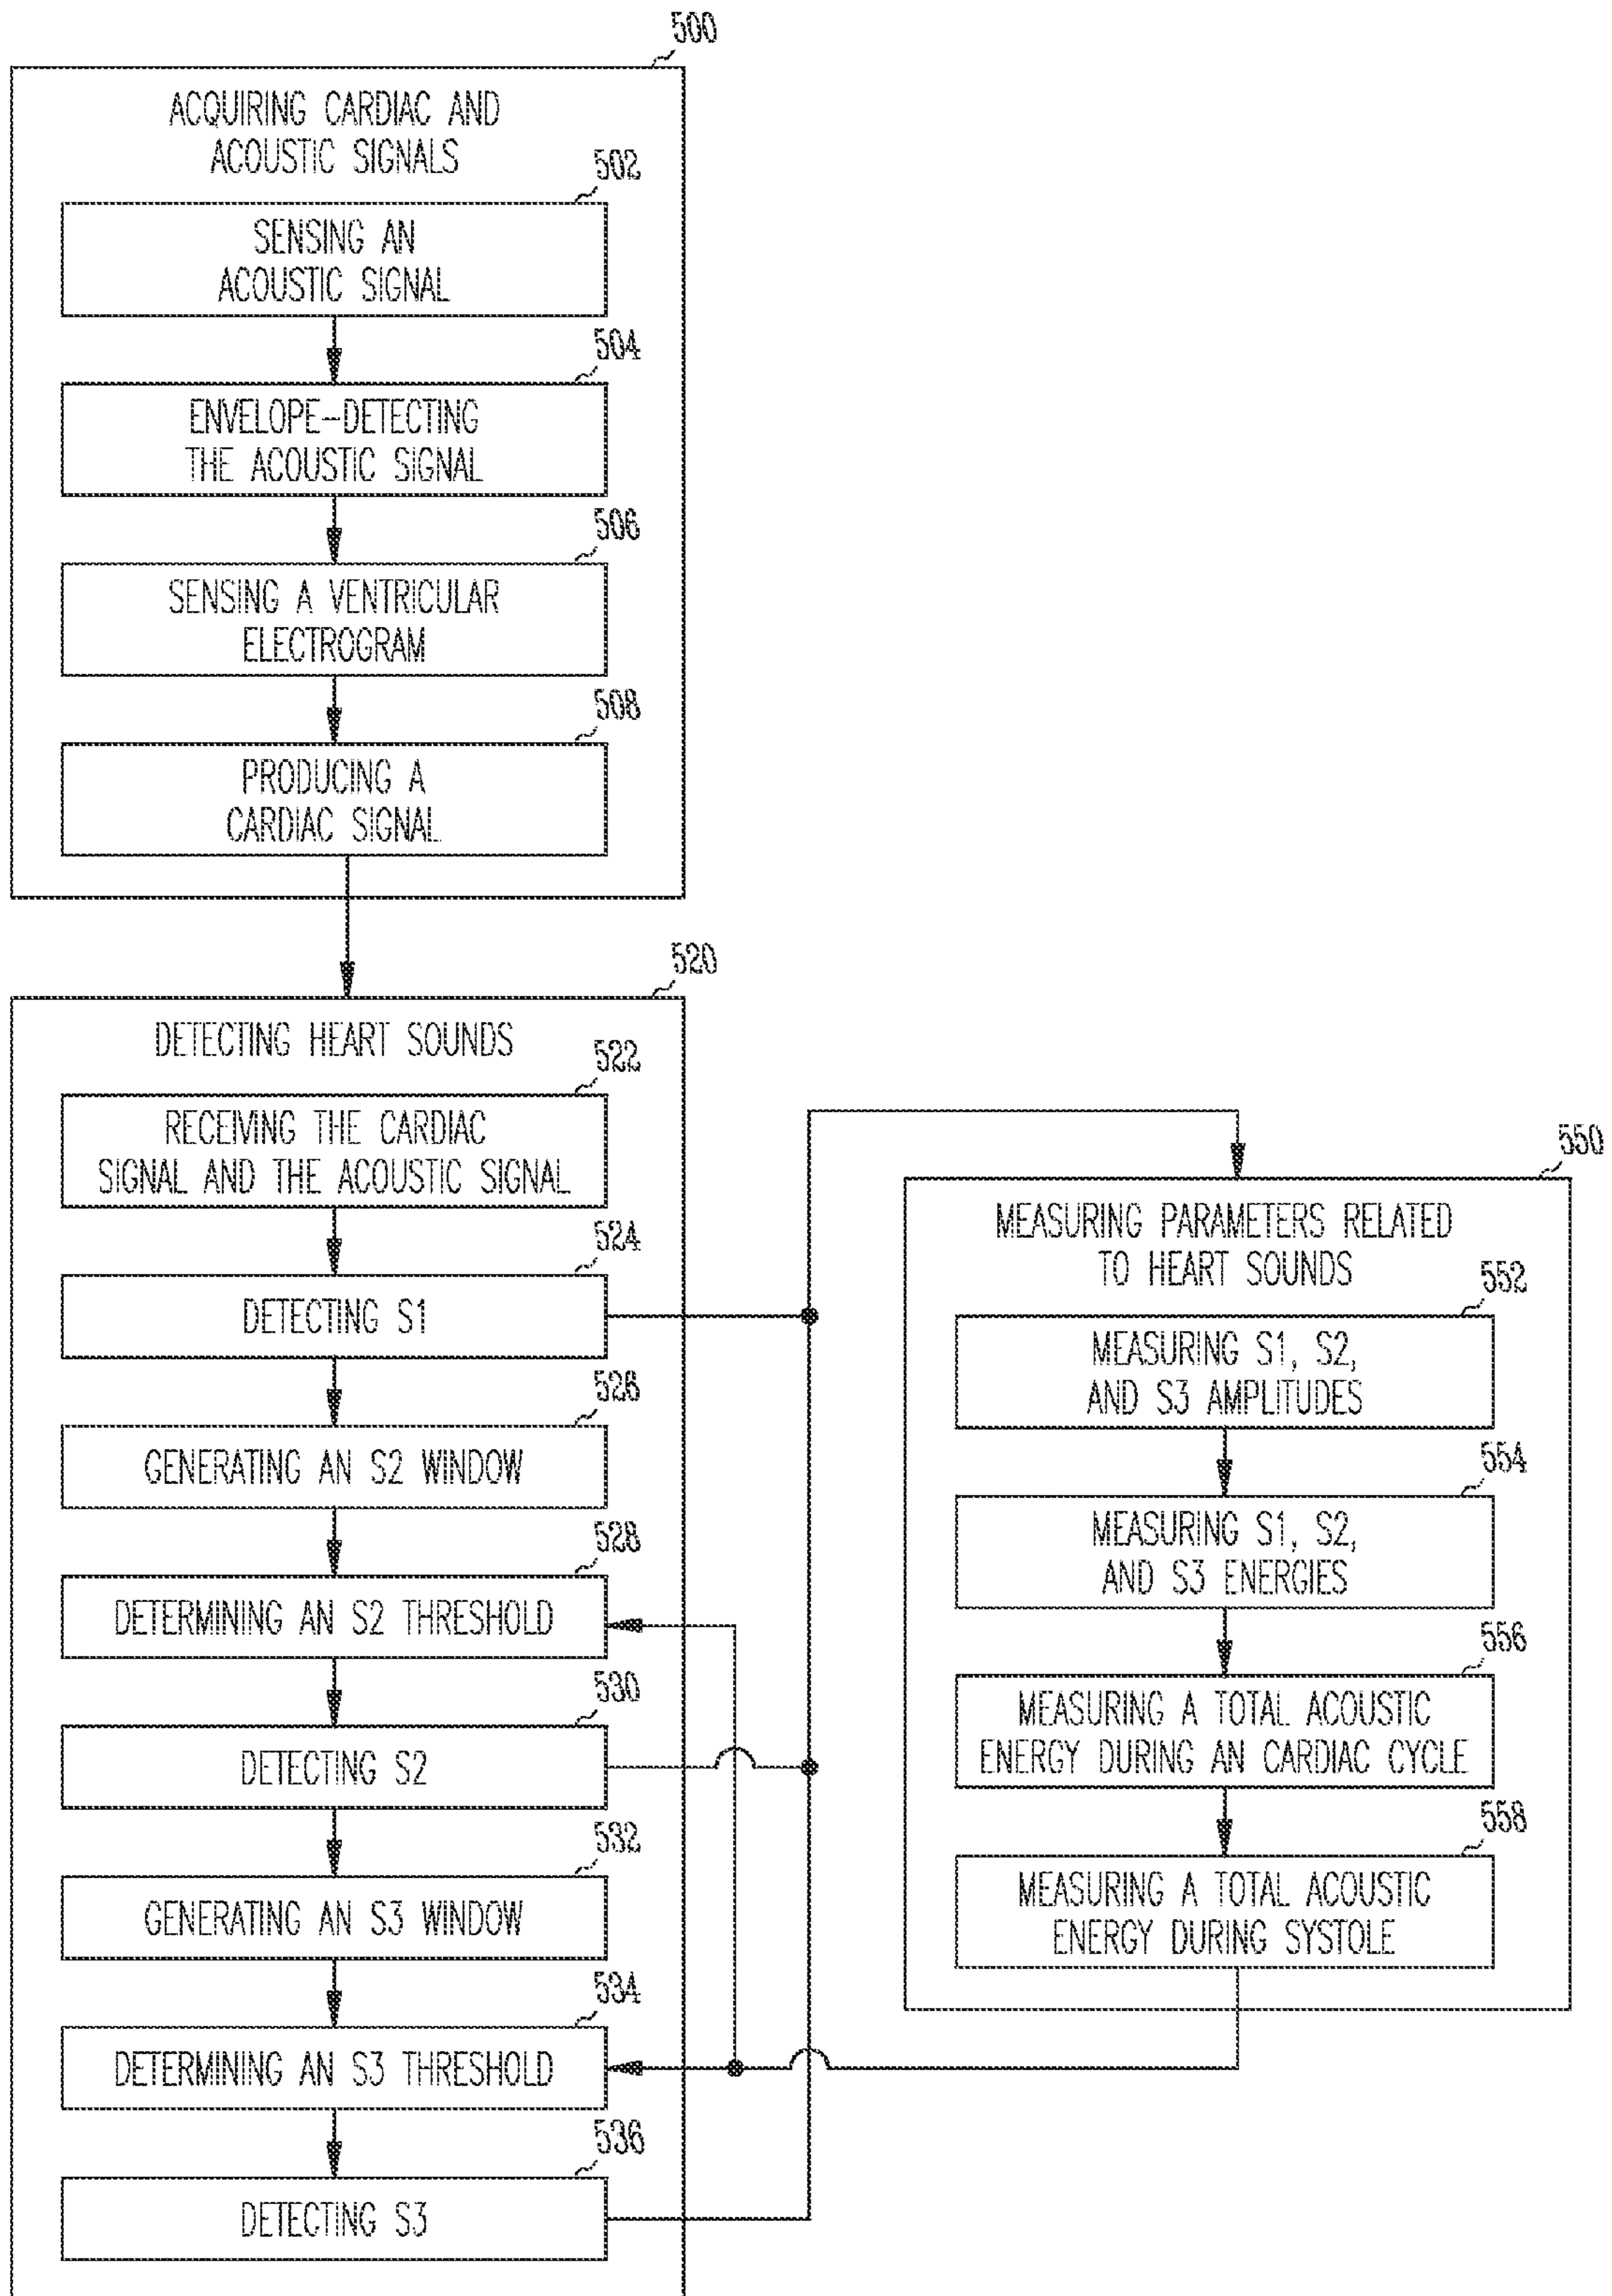 500
ACQUIRING CARDIAC AND
ACOUSTIC SIGNALS
502
SENSING AN
ACOUSTIC SIGNAL
504
ENVELOPE-DETECTING
THE ACOUSTIC SIGNAL
506
SENSING A VENTRICULAR
ELECTROGRAM
508
PRODUCING A
CARDIAC SIGNAL
520
DETECTING HEART SOUNDS
522
RECEIVING THE CARDIAC
SIGNAL AND THE ACOUSTIC SIGNAL
524
DETECTING S1
526
GENERATING AN S2 WINDOW
528
DETERMINING AN S2 THRESHOLD
530
DETECTING S2
532
GENERATING AN S3 WINDOW
534
DETERMINING AN S3 THRESHOLD
536
DETECTING S3
550
MEASURING PARAMETERS RELATED
TO HEART SOUNDS
552
MEASURING S1, S2,
AND S3 AMPLITUDES
554
MEASURING S1, S2,
AND S3 ENERGIES
556
MEASURING A TOTAL ACOUSTIC
ENERGY DURING AN CARDIAC CYCLE
558
MEASURING A TOTAL ACOUSTIC
ENERGY DURING SYSTOLE